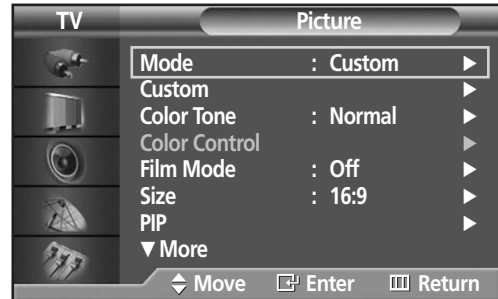 TV Picture
Mode : Custom ▶
Custom ▶
Color Tone : Normal ▶
Color Control ▶
Film Mode : Off ▶
Size : 16:9 ▶
PIP ▶
▼ More
Move Enter Return